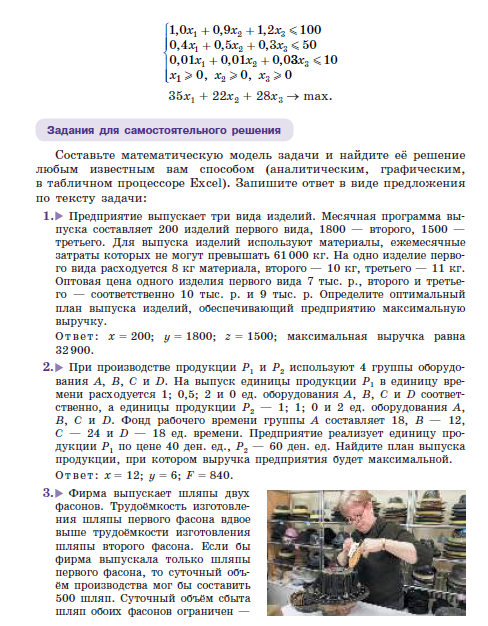 1,0x₁ + 0,9x₂ + 1,2x₃ ⩽ 100
0,4x₁ + 0,5x₂ + 0,3x₃ ⩽ 50
0,01x₁ + 0,01x₂ + 0,03x₃ ⩽ 10
x₁ ⩾ 0, x₂ ⩾ 0, x₃ ⩾ 0
35x₁ + 22x₂ + 28x₃ → max.
Задания для самостоятельного решения
Составьте математическую модель задачи и найдите её решение
любым известным вам способом (аналитическим, графическим,
в табличном процессоре Excel). Запишите ответ в виде предложения
по тексту задачи:
1. Предприятие выпускает три вида изделий. Месячная программа вы-
пуска составляет 200 изделий первого вида, 1800 — второго, 1500 —
третьего. Для выпуска изделий используют материалы, ежемесячные
затраты которых не могут превышать 61 000 кг. На одно изделие перво-
го вида расходуется 8 кг материала, второго — 10 кг, третьего — 11 кг.
Оптовая цена одного изделия первого вида 7 тыс. р., второго и третье-
го — соответственно 10 тыс. р. и 9 тыс. р. Определите оптимальный
план выпуска изделий, обеспечивающий предприятию максимальную
выручку.
Ответ: x = 200; y = 1800; z = 1500; максимальная выручка равна
32 900.
2. При производстве продукции P₁ и P₂ используют 4 группы оборудо-
вания A, B, C и D. На выпуск единицы продукции P₁ в единицу вре-
мени расходуется 1; 0,5; 2 и 0 ед. оборудования A, B, C и D соответ-
ственно, а единицы продукции P₂ — 1; 1; 0 и 2 ед. оборудования A,
B, C и D. Фонд рабочего времени группы A составляет 18, B — 12,
C — 24 и D — 18 ед. времени. Предприятие реализует единицу про-
дукции P₁ по цене 40 ден. ед., P₂ — 60 ден. ед. Найдите план выпуска
продукции, при котором выручка предприятия будет максимальной.
Ответ: x = 12; y = 6; F = 840.
3. Фирма выпускает шляпы двух
фасонов. Трудоёмкость изготовле-
ния шляпы первого фасона вдвое
выше трудоёмкости изготовления
шляпы второго фасона. Если бы
фирма выпускала только шляпы
первого фасона, то суточный объ-
ём производства мог бы составить
500 шляп. Суточный объём сбыта
шляп обоих фасонов ограничен —